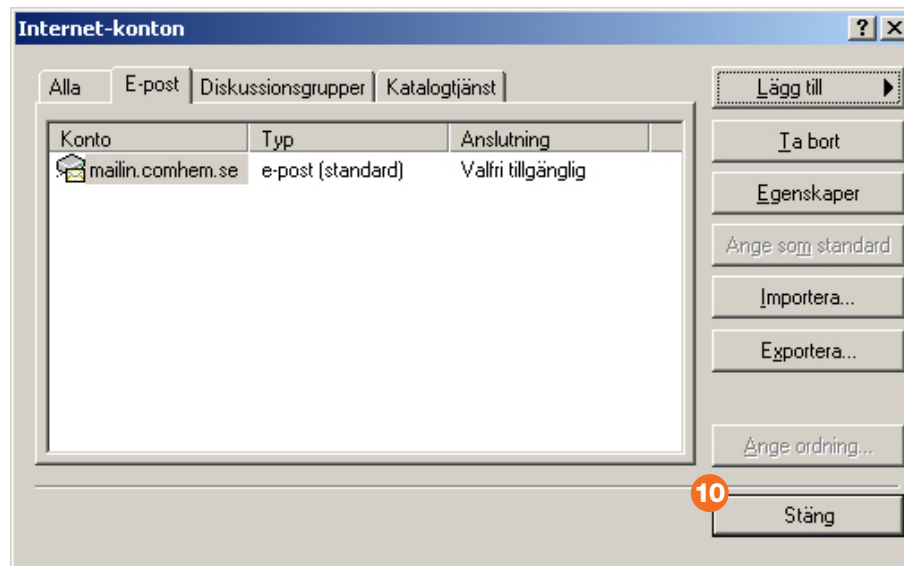 Internet-konton
Alla E-post Diskussionsgrupper Katalogtjänst
Konto Typ Anslutning
mailin.comhem.se e-post (standard) Valfri tillgänglig
Lägg till
Ta bort
Egenskaper
Ange som standard
Importera...
Exportera...
Ange ordning...
10
Stäng